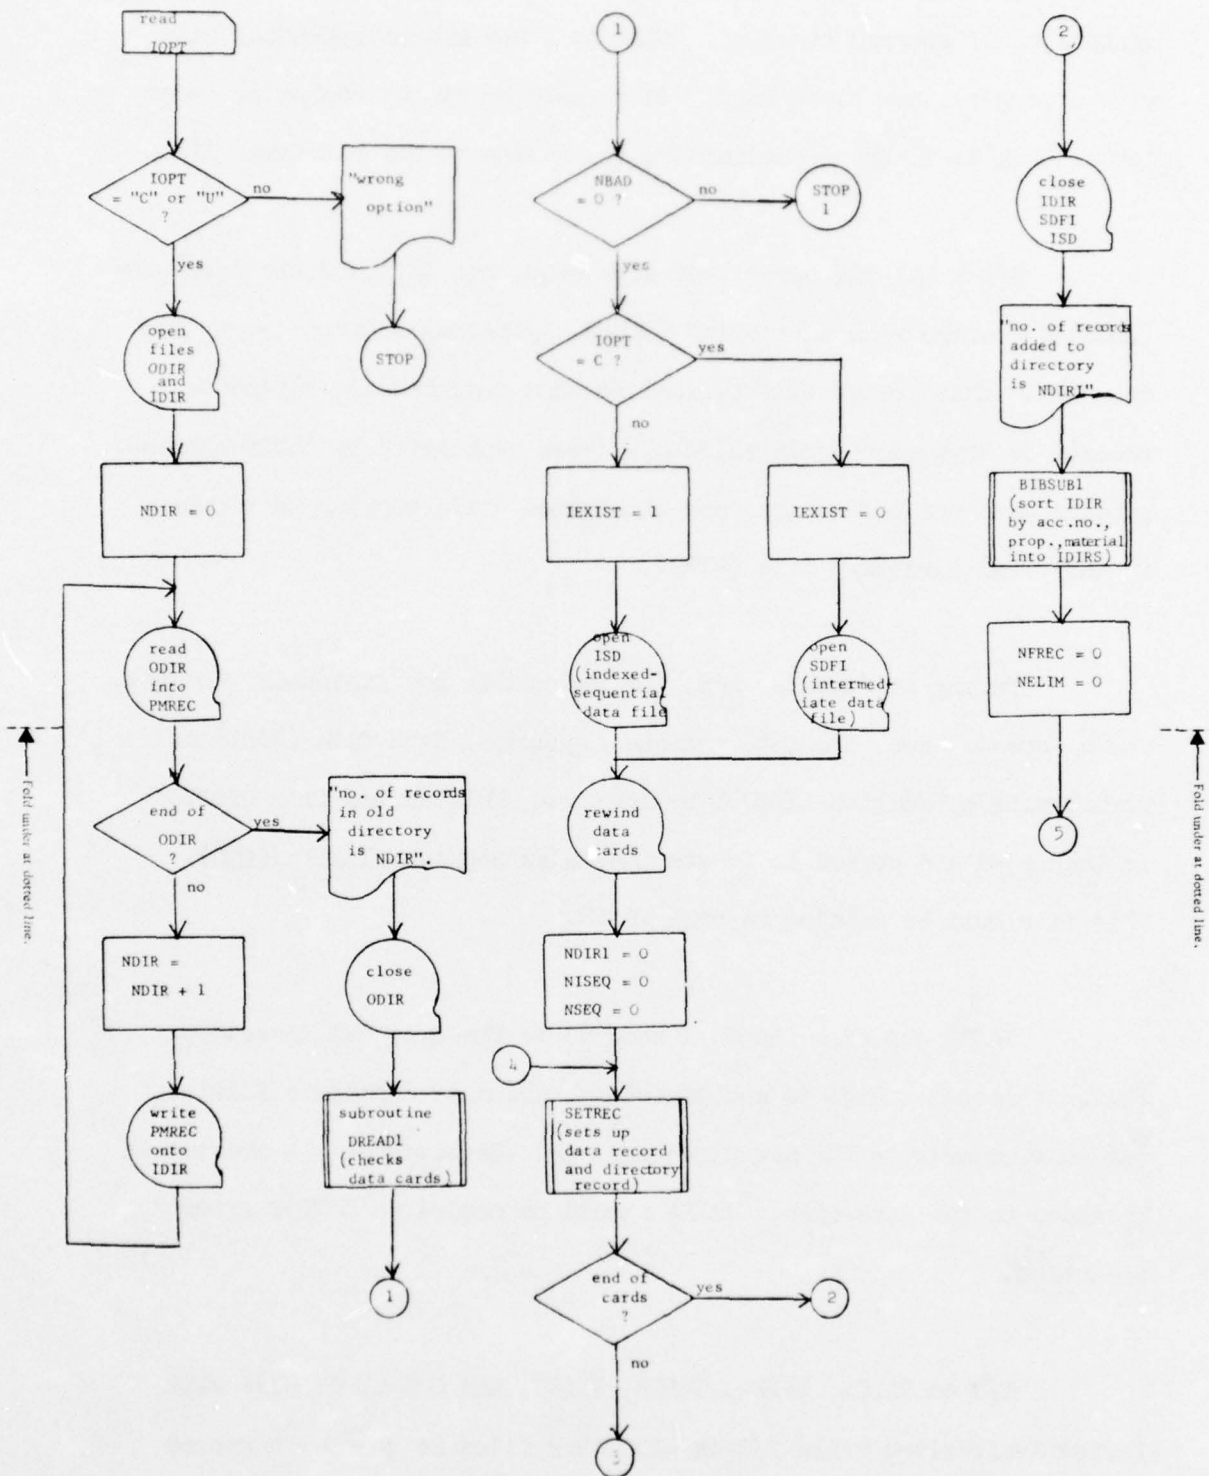 read
IOPT
IOPT
= "C" or "U"
?
no
"wrong
option"
STOP
yes
open
files
ODIR
and
IDIR
NDIR = 0
read
ODIR
into
PMREC
end of
ODIR
?
yes
"no. of records
in old
directory
is NDIR".
no
NDIR =
NDIR + 1
close
ODIR
write
PMREC
onto
IDIR
subroutine
DREAD1
(checks
data cards)
1
1
NBAD
= 0 ?
no
STOP
1
yes
IOPT
= C ?
yes
no
IEXIST = 1
IEXIST = 0
open
ISD
(indexed-
sequential
data file
open
SDFI
(intermed-
iate data
file)
rewind
data
cards
NDIR1 = 0
NISEQ = 0
NSEQ = 0
4
SETREC
(sets up
data record
and directory
record)
end of
cards
?
yes
2
no
3
2
close
IDIR
SDFI
ISD
"no. of records
added to
directory
is NDIR1"
BIBSUB1
(sort IDIR
by acc.no.,
prop.,material
into IDIRS)
NFREC = 0
NELIM = 0
5
Fold under at dotted line.
Fold under at dotted line.